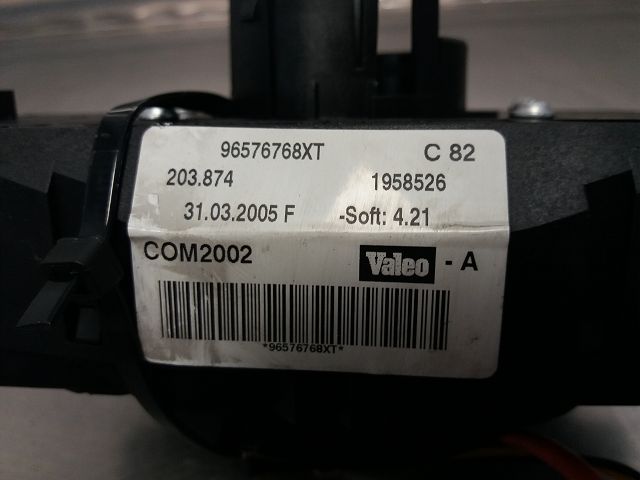 96576768XT C 82
203.874 1958526
31.03.2005 F -Soft: 4.21
COM2002 Valeo - A
*96576768XT*